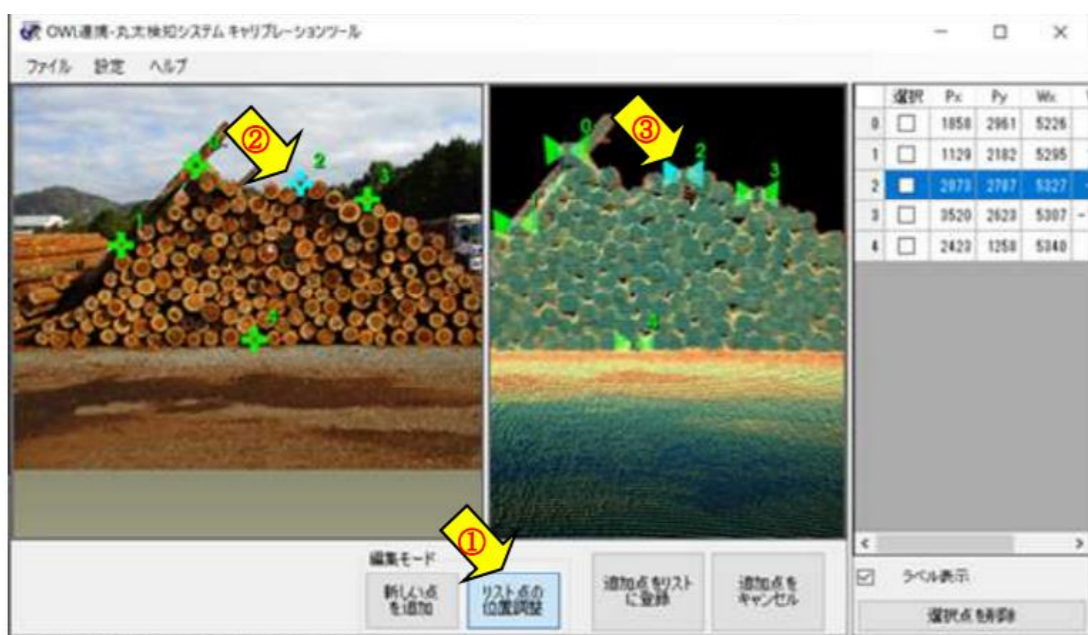 OWL連携-丸太検知システム キャリブレーションツール
ファイル 設定 ヘルプ
選択 Px Py Wx
0 1858 2961 5226
1 1129 2182 5295
2 2873 2787 5327
3 3520 2623 5307 -
4 2423 1258 5340
②
③
0
2
3
1
2
3
4
①
編集モード
新しい点
を追加
リスト点の
位置調整
追加点をリスト
に登録
追加点を
キャンセル
ラベル表示
選択点を削除